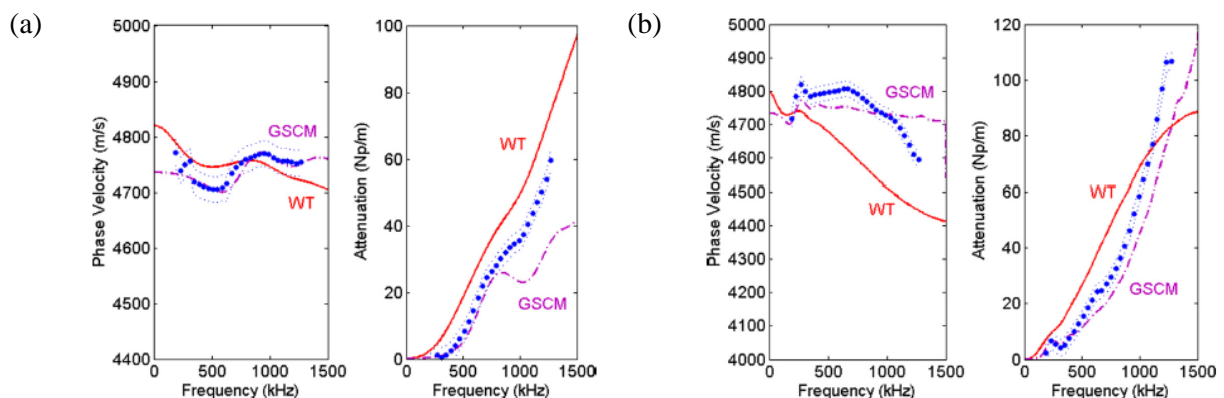 (a)
Phase Velocity (m/s)
5000
4900
4800
4700
4600
4500
4400
GSCM
WT
0 500 1000 1500
Frequency (kHz)
Attenuation (Np/m)
100
80
60
40
20
0
WT
GSCM
0 500 1000 1500
Frequency (kHz)
(b)
Phase Velocity (m/s)
5000
4900
4800
4700
4600
4500
4400
4300
4200
4100
4000
GSCM
WT
0 500 1000 1500
Frequency (kHz)
Attenuation (Np/m)
120
100
80
60
40
20
0
WT
GSCM
0 500 1000 1500
Frequency (kHz)